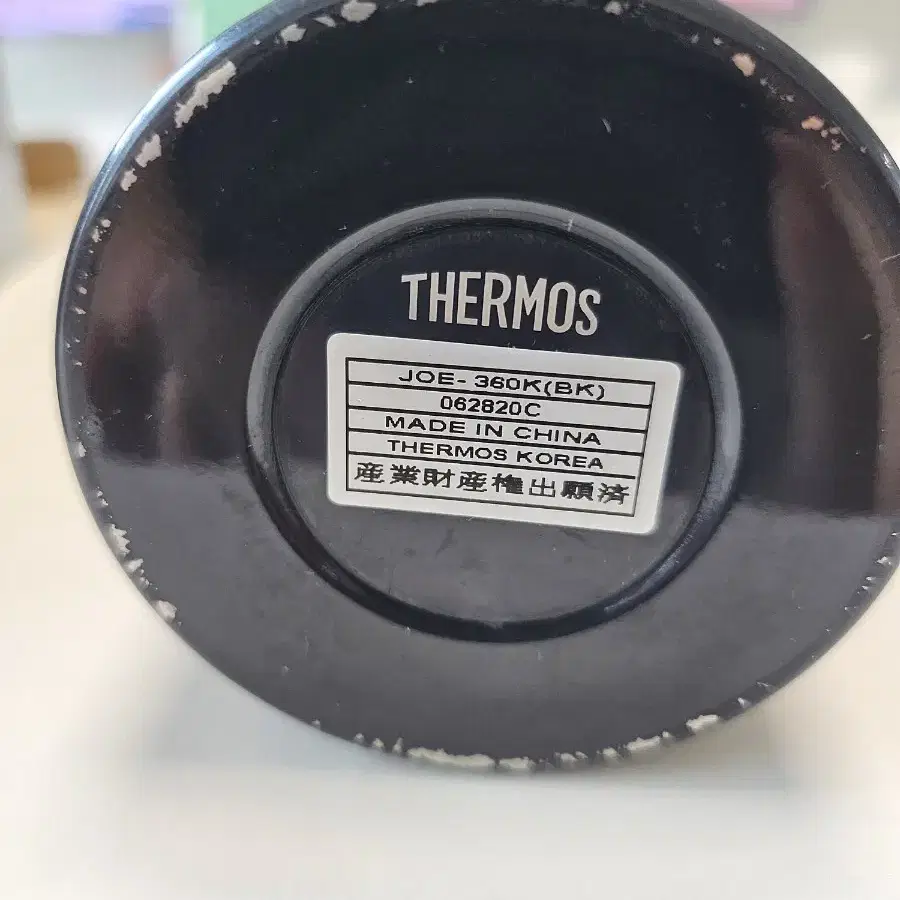 THERMOS
JOE- 360K(BK)
062820C
MADE IN CHINA
THERMOS KOREA
産業財産権出願済